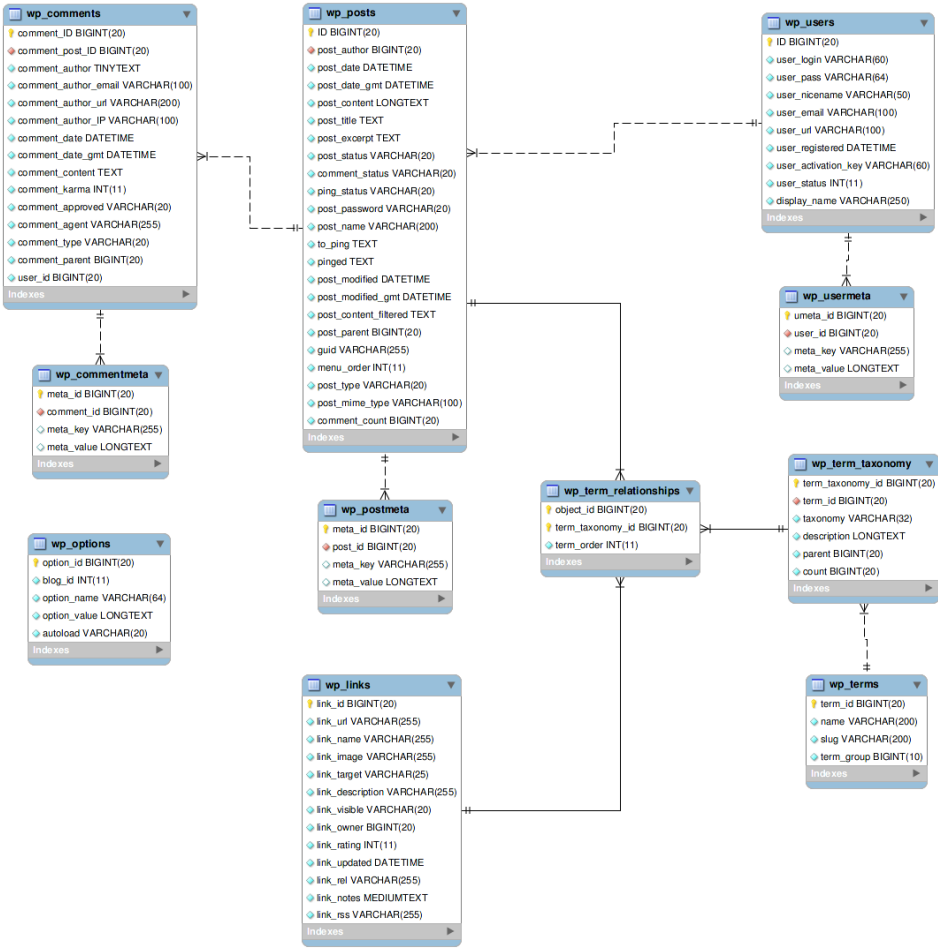 wp_comments
comment_ID BIGINT(20)
comment_post_ID BIGINT(20)
comment_author TINYTEXT
comment_author_email VARCHAR(100)
comment_author_url VARCHAR(200)
comment_author_IP VARCHAR(100)
comment_date DATETIME
comment_date_gmt DATETIME
comment_content TEXT
comment_karma INT(11)
comment_approved VARCHAR(20)
comment_agent VARCHAR(255)
comment_type VARCHAR(20)
comment_parent BIGINT(20)
user_id BIGINT(20)
Indexes
wp_posts
ID BIGINT(20)
post_author BIGINT(20)
post_date DATETIME
post_date_gmt DATETIME
post_content LONGTEXT
post_title TEXT
post_excerpt TEXT
post_status VARCHAR(20)
comment_status VARCHAR(20)
ping_status VARCHAR(20)
post_password VARCHAR(20)
post_name VARCHAR(200)
to_ping TEXT
pinged TEXT
post_modified DATETIME
post_modified_gmt DATETIME
post_content_filtered TEXT
post_parent BIGINT(20)
guid VARCHAR(255)
menu_order INT(11)
post_type VARCHAR(20)
post_mime_type VARCHAR(100)
comment_count BIGINT(20)
Indexes
wp_users
ID BIGINT(20)
user_login VARCHAR(60)
user_pass VARCHAR(64)
user_nicename VARCHAR(50)
user_email VARCHAR(100)
user_url VARCHAR(100)
user_registered DATETIME
user_activation_key VARCHAR(60)
user_status INT(11)
display_name VARCHAR(250)
Indexes
wp_usermeta
umeta_id BIGINT(20)
user_id BIGINT(20)
meta_key VARCHAR(255)
meta_value LONGTEXT
Indexes
wp_commentmeta
meta_id BIGINT(20)
comment_id BIGINT(20)
meta_key VARCHAR(255)
meta_value LONGTEXT
Indexes
wp_postmeta
meta_id BIGINT(20)
post_id BIGINT(20)
meta_key VARCHAR(255)
meta_value LONGTEXT
Indexes
wp_term_relationships
object_id BIGINT(20)
term_taxonomy_id BIGINT(20)
term_order INT(11)
Indexes
wp_term_taxonomy
term_taxonomy_id BIGINT(20)
term_id BIGINT(20)
taxonomy VARCHAR(32)
description LONGTEXT
parent BIGINT(20)
count BIGINT(20)
Indexes
wp_options
option_id BIGINT(20)
blog_id INT(11)
option_name VARCHAR(64)
option_value LONGTEXT
autoload VARCHAR(20)
Indexes
wp_links
link_id BIGINT(20)
link_url VARCHAR(255)
link_name VARCHAR(255)
link_image VARCHAR(255)
link_target VARCHAR(25)
link_description VARCHAR(255)
link_visible VARCHAR(20)
link_owner BIGINT(20)
link_rating INT(11)
link_updated DATETIME
link_rel VARCHAR(255)
link_notes MEDIUMTEXT
link_rss VARCHAR(255)
Indexes
wp_terms
term_id BIGINT(20)
name VARCHAR(200)
slug VARCHAR(200)
term_group BIGINT(10)
Indexes